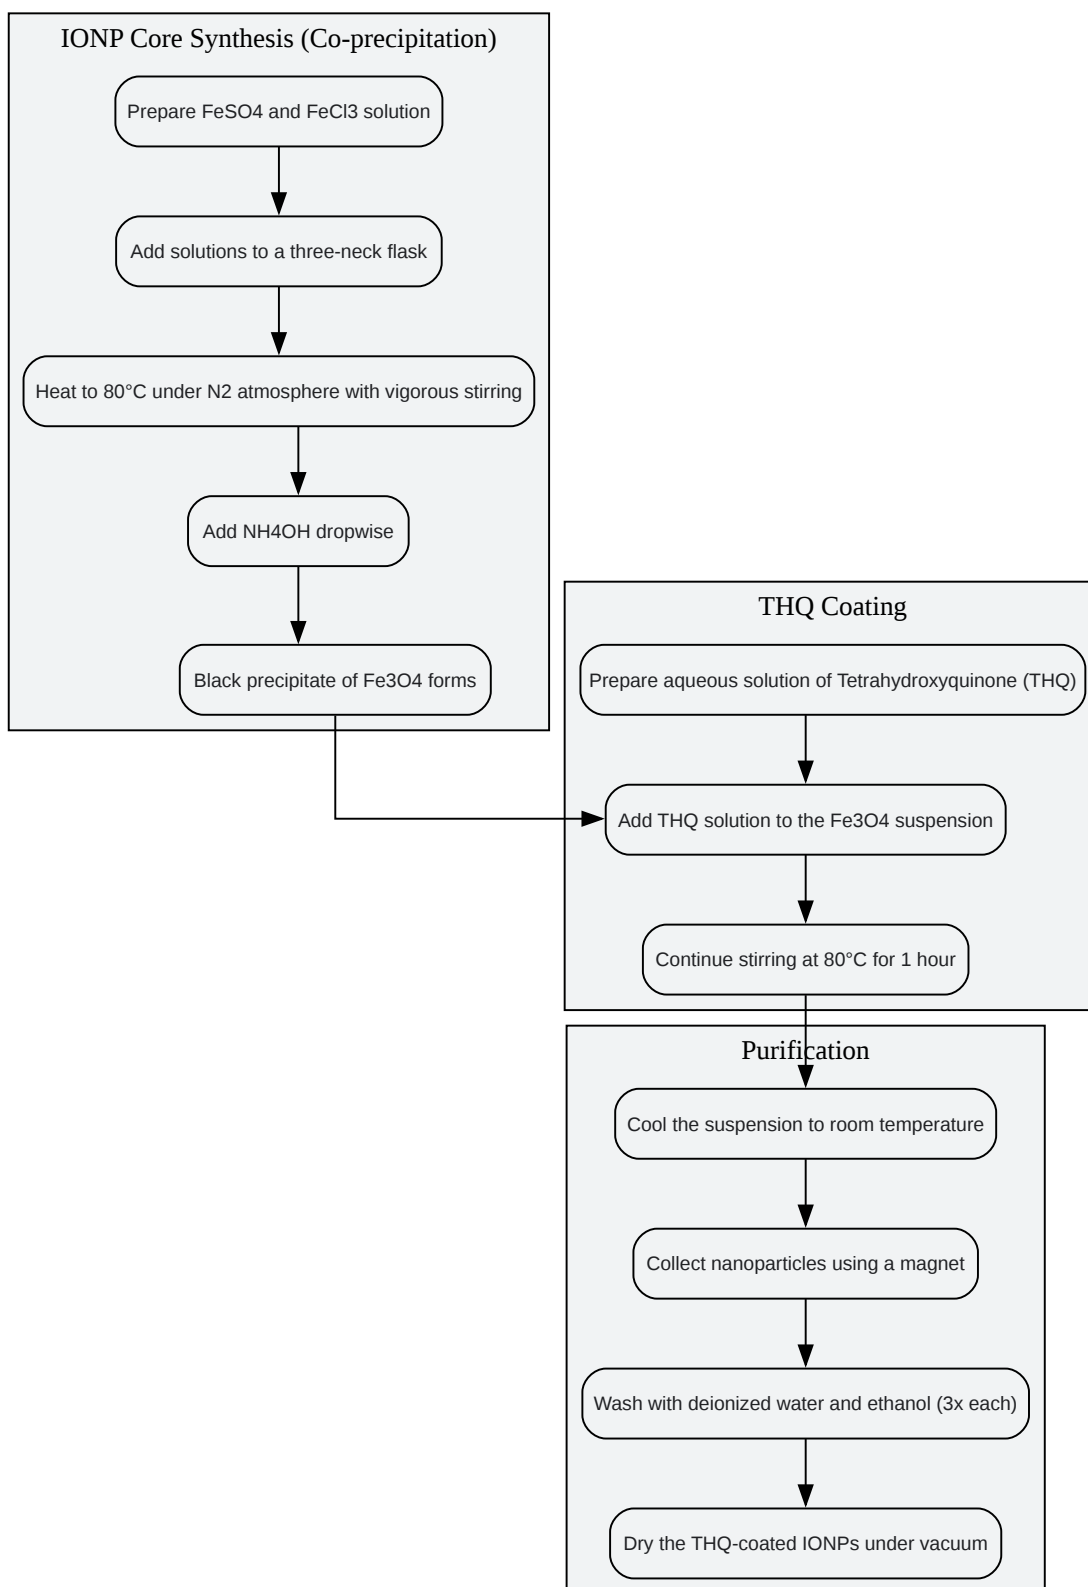 IONP Core Synthesis (Co-precipitation)
Prepare FeSO4 and FeCl3 solution
Add solutions to a three-neck flask
Heat to 80°C under N2 atmosphere with vigorous stirring
Add NH4OH dropwise
Black precipitate of Fe3O4 forms
THQ Coating
Prepare aqueous solution of Tetrahydroxyquinone (THQ)
Add THQ solution to the Fe3O4 suspension
Continue stirring at 80°C for 1 hour
Purification
Cool the suspension to room temperature
Collect nanoparticles using a magnet
Wash with deionized water and ethanol (3x each)
Dry the THQ-coated IONPs under vacuum